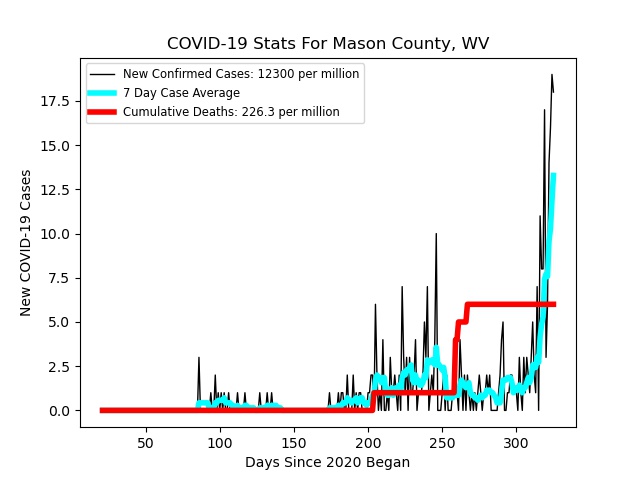 COVID-19 Stats For Mason County, WV
New Confirmed Cases: 12300 per million
7 Day Case Average
Cumulative Deaths: 226.3 per million
New COVID-19 Cases
17.5
15.0
12.5
10.0
7.5
5.0
2.5
0.0
50 100 150 200 250 300
Days Since 2020 Began